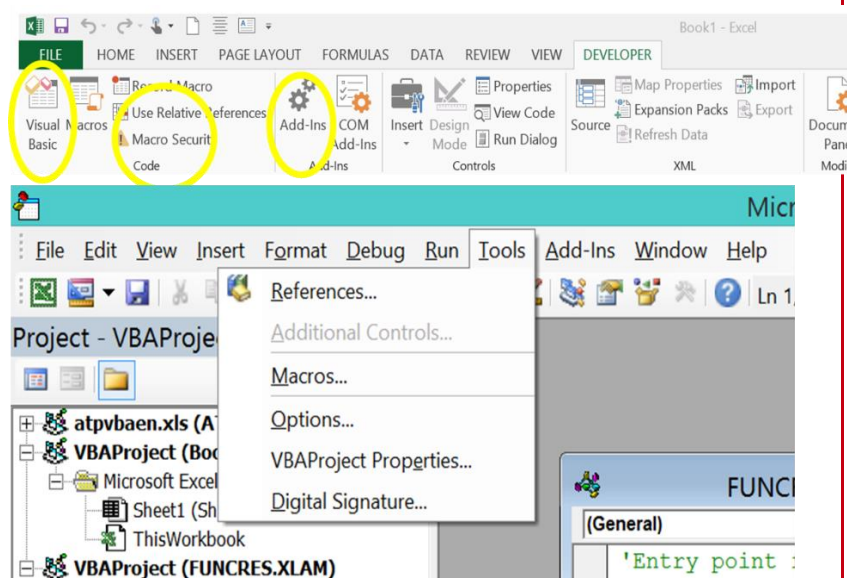 Book1 - Excel
FILE HOME INSERT PAGE LAYOUT FORMULAS DATA REVIEW VIEW DEVELOPER
Visual Basic
Macros
Record Macro
Use Relative References
Macro Securit
Code
Add-Ins
COM Add-Ins
Add-Ins
Insert
Design Mode
Properties
View Code
Run Dialog
Controls
Source
Map Properties
Expansion Packs
Refresh Data
Import
Export
XML
Docum
Pane
Modi
Micr
File Edit View Insert Format Debug Run Tools Add-Ins Window Help
Ln 1,
Project - VBAProje
References...
Additional Controls...
Macros...
Options...
VBAProject Properties...
Digital Signature...
atpvbaen.xls (A
VBAProject (Boo
Microsoft Excel
Sheet1 (Sh
ThisWorkbook
VBAProject (FUNCRES.XLAM)
FUNC
(General)
'Entry point